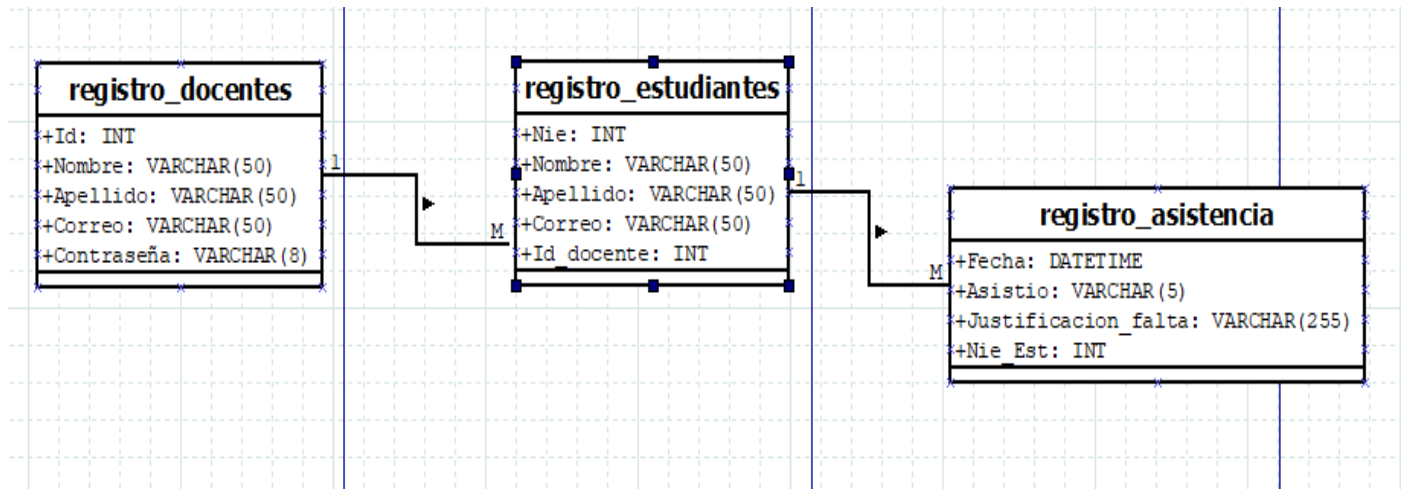 registro_docentes
+Id: INT
+Nombre: VARCHAR(50)
+Apellido: VARCHAR(50)
+Correo: VARCHAR(50)
+Contraseña: VARCHAR(8)
1
M
registro_estudiantes
+Nie: INT
+Nombre: VARCHAR(50)
+Apellido: VARCHAR(50)
+Correo: VARCHAR(50)
+Id_docente: INT
1
M
registro_asistencia
+Fecha: DATETIME
+Asistio: VARCHAR(5)
+Justificacion_falta: VARCHAR(255)
+Nie_Est: INT